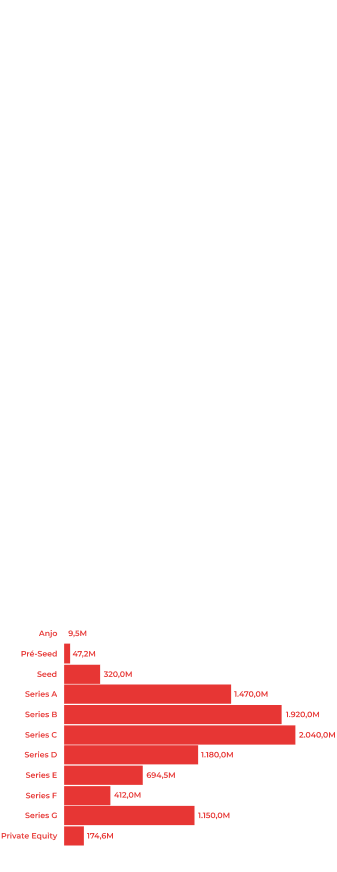 Anjo 9,5M
Pré-Seed 47,2M
Seed 320,0M
Series A 1.470,0M
Series B 1.920,0M
Series C 2.040,0M
Series D 1.180,0M
Series E 694,5M
Series F 412,0M
Series G 1.150,0M
Private Equity 174,6M